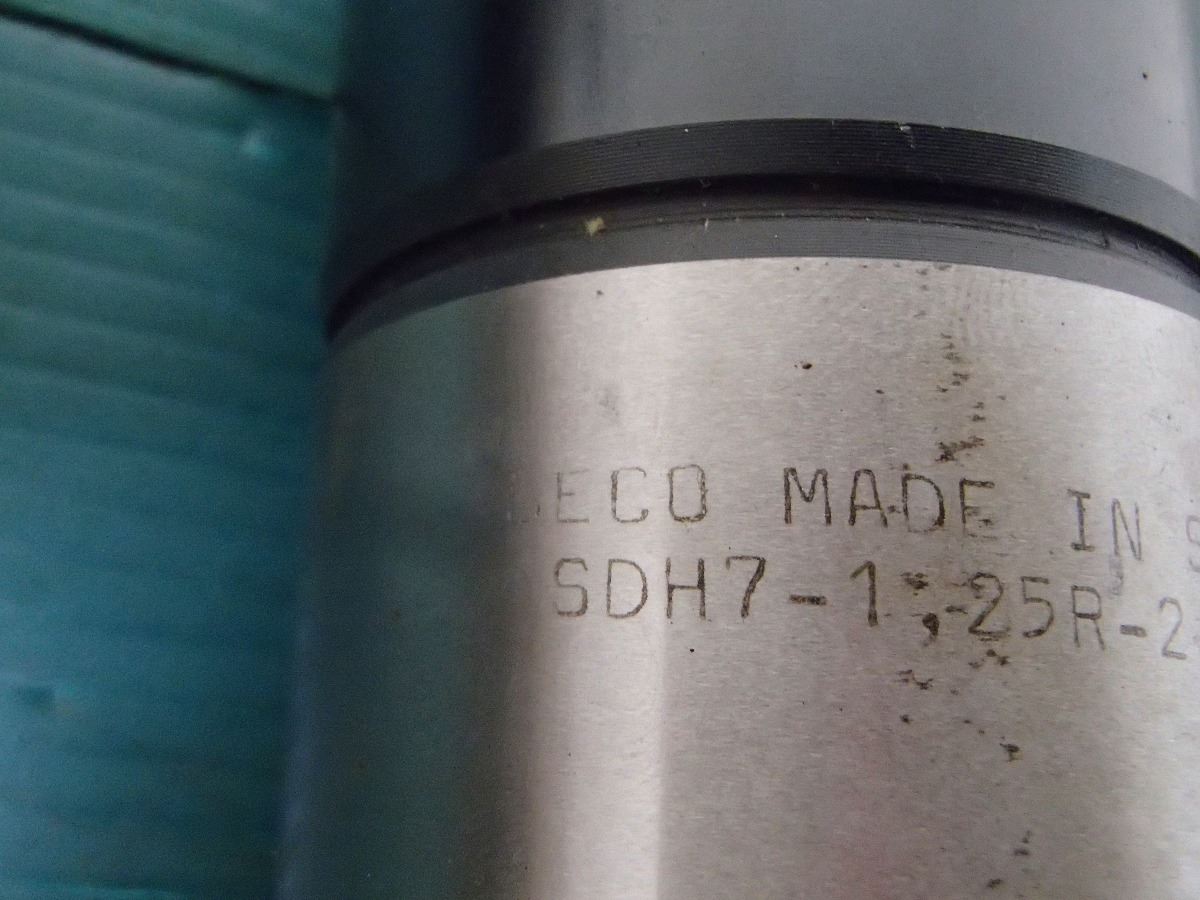 ECO MADE IN S
SDH7-1,25R-2